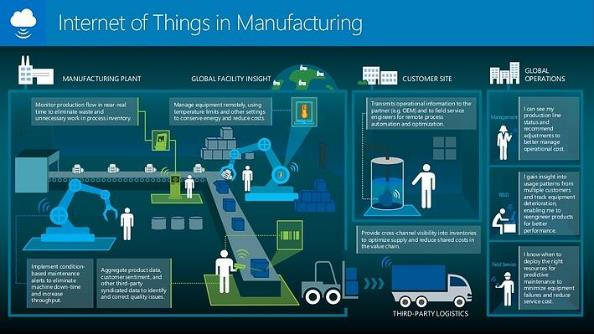 Internet of Things in Manufacturing
MANUFACTURING PLANT
GLOBAL FACILITY INSIGHT
CUSTOMER SITE
GLOBAL
OPERATIONS
Monitor production flow in near-real
time to eliminate waste and
unnecessary work in process inventory.
Manage equipment remotely, using
temperature limits and other settings
to conserve energy and reduce costs.
Transmits operational information to the
partner (e.g. OEM) and to field service
engineers for remote process
automation and optimization.
Management
I can see my
production line
status and
recommend
adjustments to
better manage
operational cost.
R&D
I gain insight into
usage patterns from
multiple customers
and track equipment
deterioration,
enabling me to
reengineer products
for better
performance.
Provide cross-channel visibility into inventories
to optimize supply and reduce shared costs in
the value chain.
Field Service
I know when to
deploy the right
resources for
predictive
maintenance
to minimize
equipment failures
and reduce
service cost.
Implement condition-
based maintenance
alerts to eliminate
machine down-time
and increase
throughput.
Aggregate product data,
customer sentiment, and
other third-party
syndicated data to identify
and correct quality issues.
THIRD-PARTY LOGISTICS